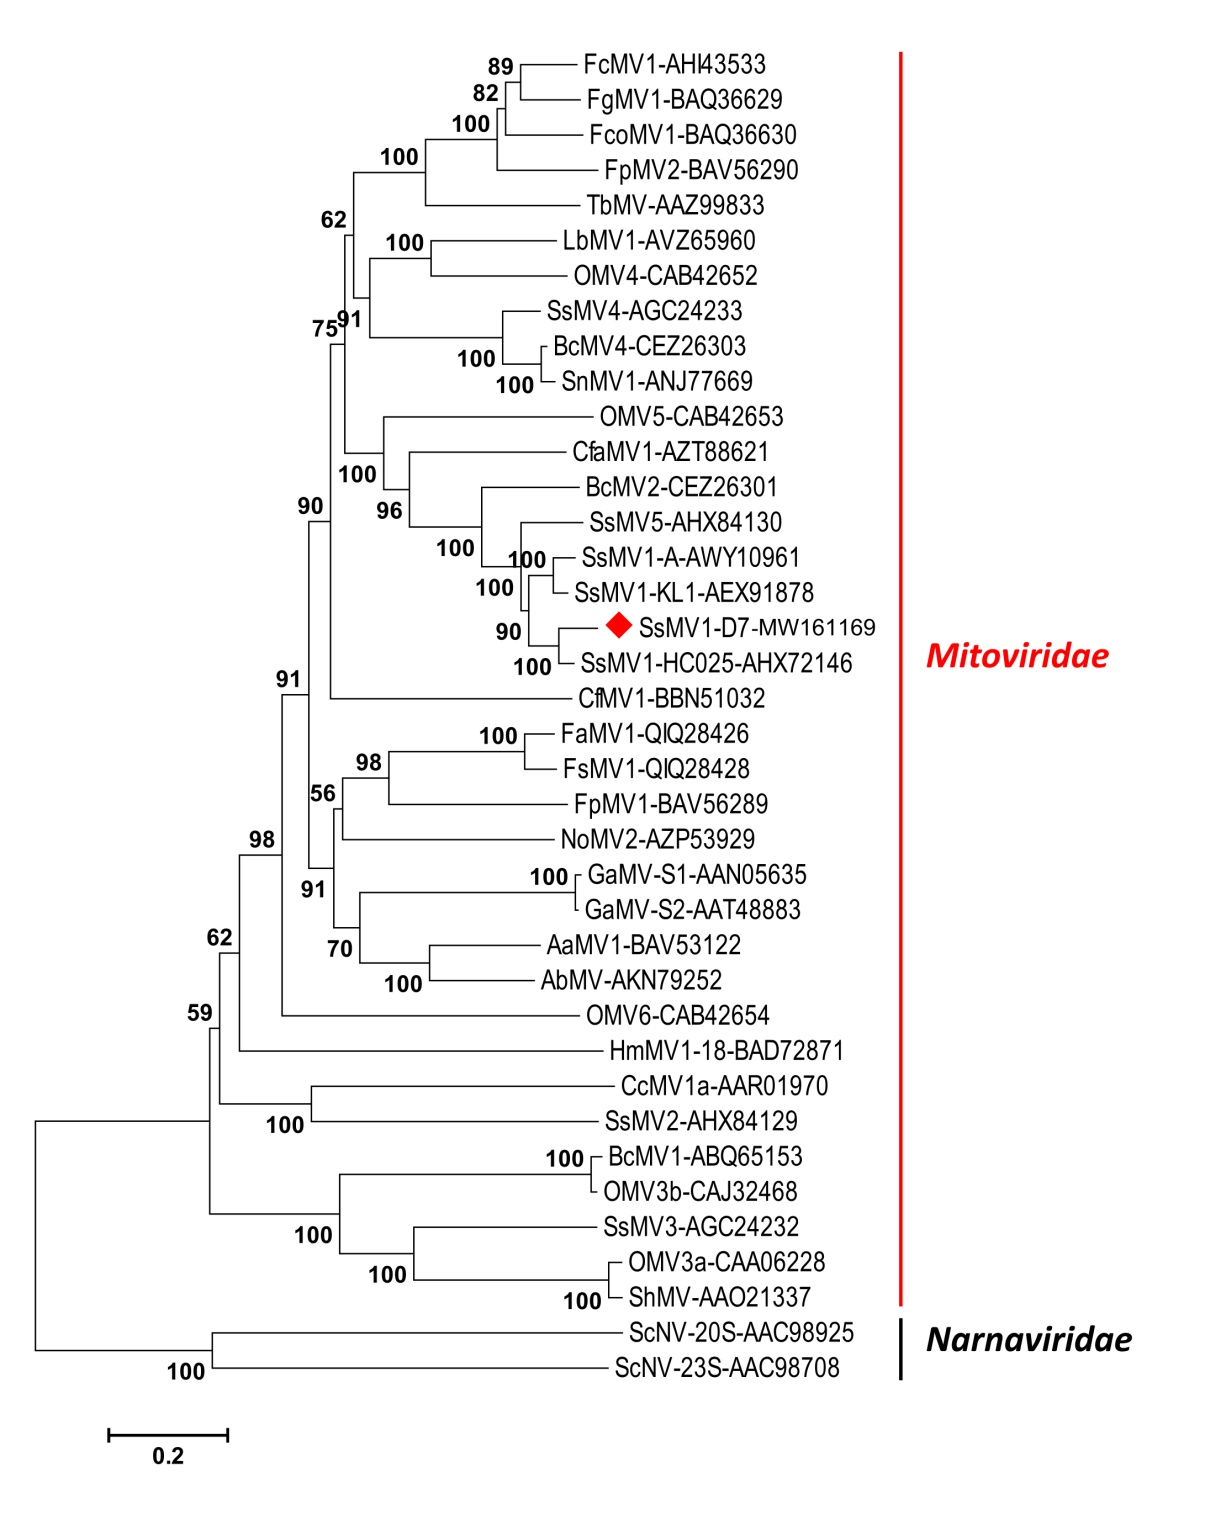 89
FcMV1-AHI43533
82
FgMV1-BAQ36629
100
FcoMV1-BAQ36630
100
FpMV2-BAV56290
TbMV-AAZ99833
62
100
LbMV1-AVZ65960
OMV4-CAB42652
75
91
SsMV4-AGC24233
100
BcMV4-CEZ26303
100
SnMV1-ANJ77669
OMV5-CAB42653
100
CfaMV1-AZT88621
96
BcMV2-CEZ26301
90
100
SsMV5-AHX84130
100
SsMV1-A-AWY10961
100
SsMV1-KL1-AEX91878
90
SsMV1-D7-MW161169
100
SsMV1-HC025-AHX72146
Mitoviridae
91
CfMV1-BBN51032
100
FaMV1-QIQ28426
98
FsMV1-QIQ28428
56
FpMV1-BAV56289
98
NoMV2-AZP53929
91
100
GaMV-S1-AAN05635
GaMV-S2-AAT48883
62
70
AaMV1-BAV53122
100
AbMV-AKN79252
59
OMV6-CAB42654
HmMV1-18-BAD72871
CcMV1a-AAR01970
100
SsMV2-AHX84129
100
BcMV1-ABQ65153
OMV3b-CAJ32468
100
SsMV3-AGC24232
100
OMV3a-CAA06228
100
ShMV-AAO21337
ScNV-20S-AAC98925
Narnaviridae
100
ScNV-23S-AAC98708
0.2